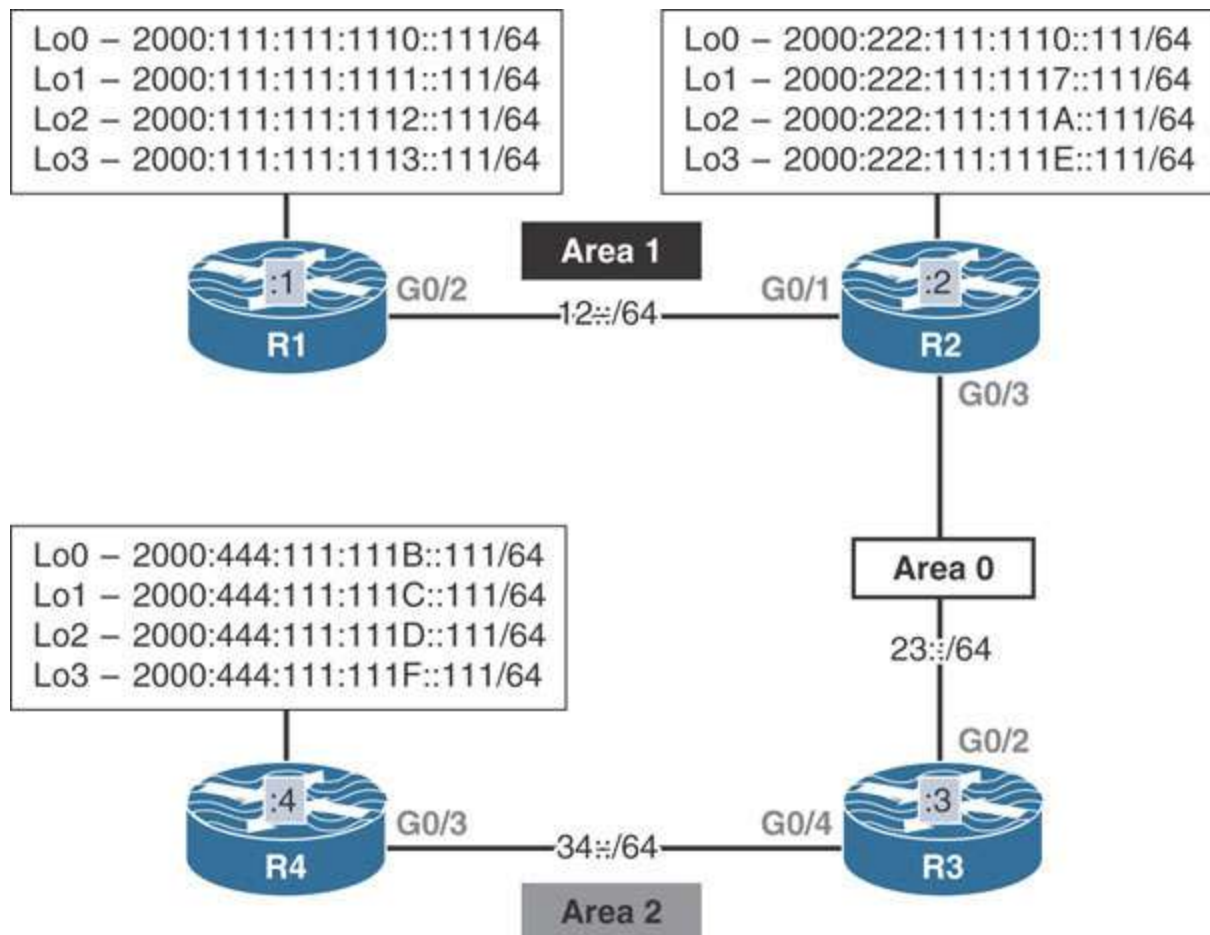 Lo0 – 2000:111:111:1110::111/64
Lo1 – 2000:111:111:1111::111/64
Lo2 – 2000:111:111:1112::111/64
Lo3 – 2000:111:111:1113::111/64
Lo0 – 2000:222:111:1110::111/64
Lo1 – 2000:222:111:1117::111/64
Lo2 – 2000:222:111:111A::111/64
Lo3 – 2000:222:111:111E::111/64
Area 1
:1
G0/2
12::/64
G0/1
:2
R1
R2
G0/3
Lo0 – 2000:444:111:111B::111/64
Lo1 – 2000:444:111:111C::111/64
Lo2 – 2000:444:111:111D::111/64
Lo3 – 2000:444:111:111F::111/64
Area 0
23::/64
G0/2
:4
G0/3
34::/64
G0/4
:3
R4
R3
Area 2